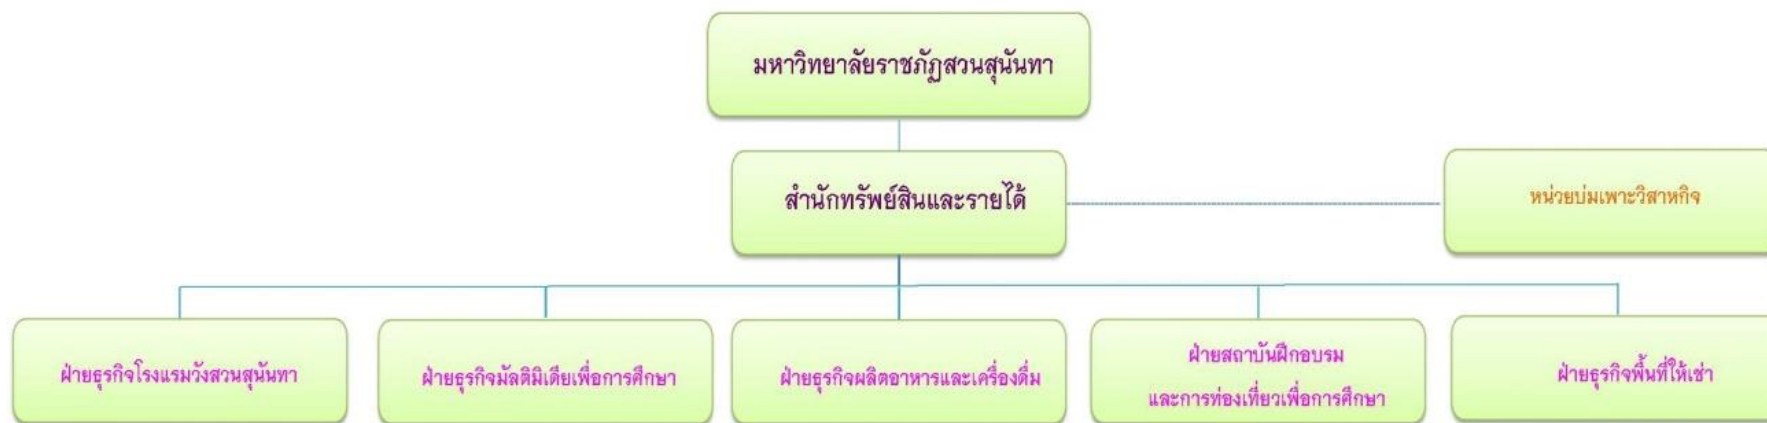 มหาวิทยาลัยราชภัฏสวนสุนันทา
สำนักทรัพย์สินและรายได้
หน่วยบ่มเพาะวิสาหกิจ
ฝ่ายธุรกิจโรงแรมวังสวนสุนันทา
ฝ่ายธุรกิจมัลติมิเดียเพื่อการศึกษา
ฝ่ายธุรกิจผลิตอาหารและเครื่องดื่ม
ฝ่ายสถาบันฝึกอบรม
และการท่องเที่ยวเพื่อการศึกษา
ฝ่ายธุรกิจพื้นที่ให้เช่า